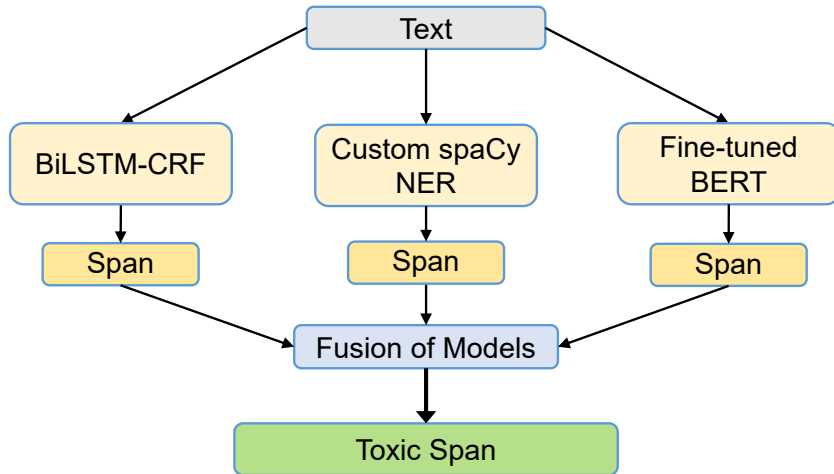 Text
BiLSTM-CRF
Custom spaCy
NER
Fine-tuned
BERT
Span
Span
Span
Fusion of Models
Toxic Span